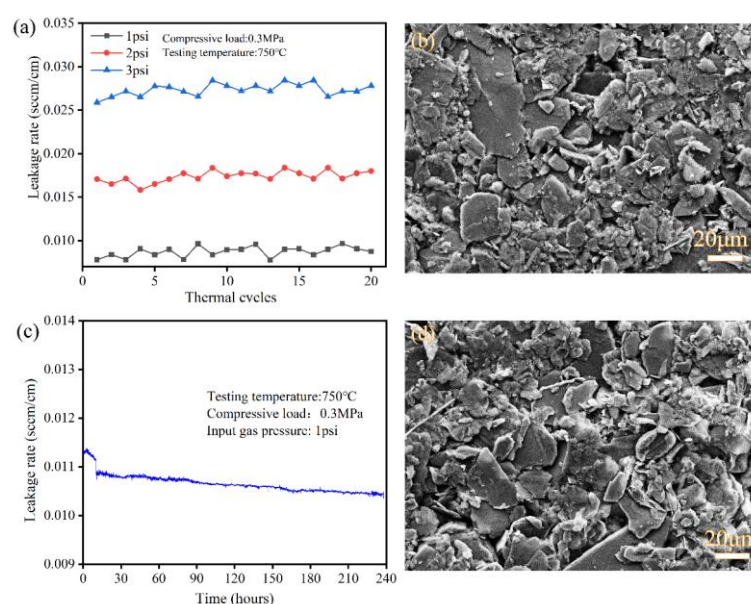 (a)
0.035
0.030
0.025
0.020
0.015
0.010
Leakage rate (sccm/cm)
1psi
2psi
3psi
Compressive load:0.3MPa
Testing temperature:750℃
0
5
10
15
20
Thermal cycles
(b)
20μm
(c)
0.014
0.013
0.012
0.011
0.010
0.009
Leakage rate (sccm/cm)
Testing temperature:750℃
Compressive load：0.3MPa
Input gas pressure: 1psi
0
30
60
90
120
150
180
210
240
Time (hours)
(d)
20μm